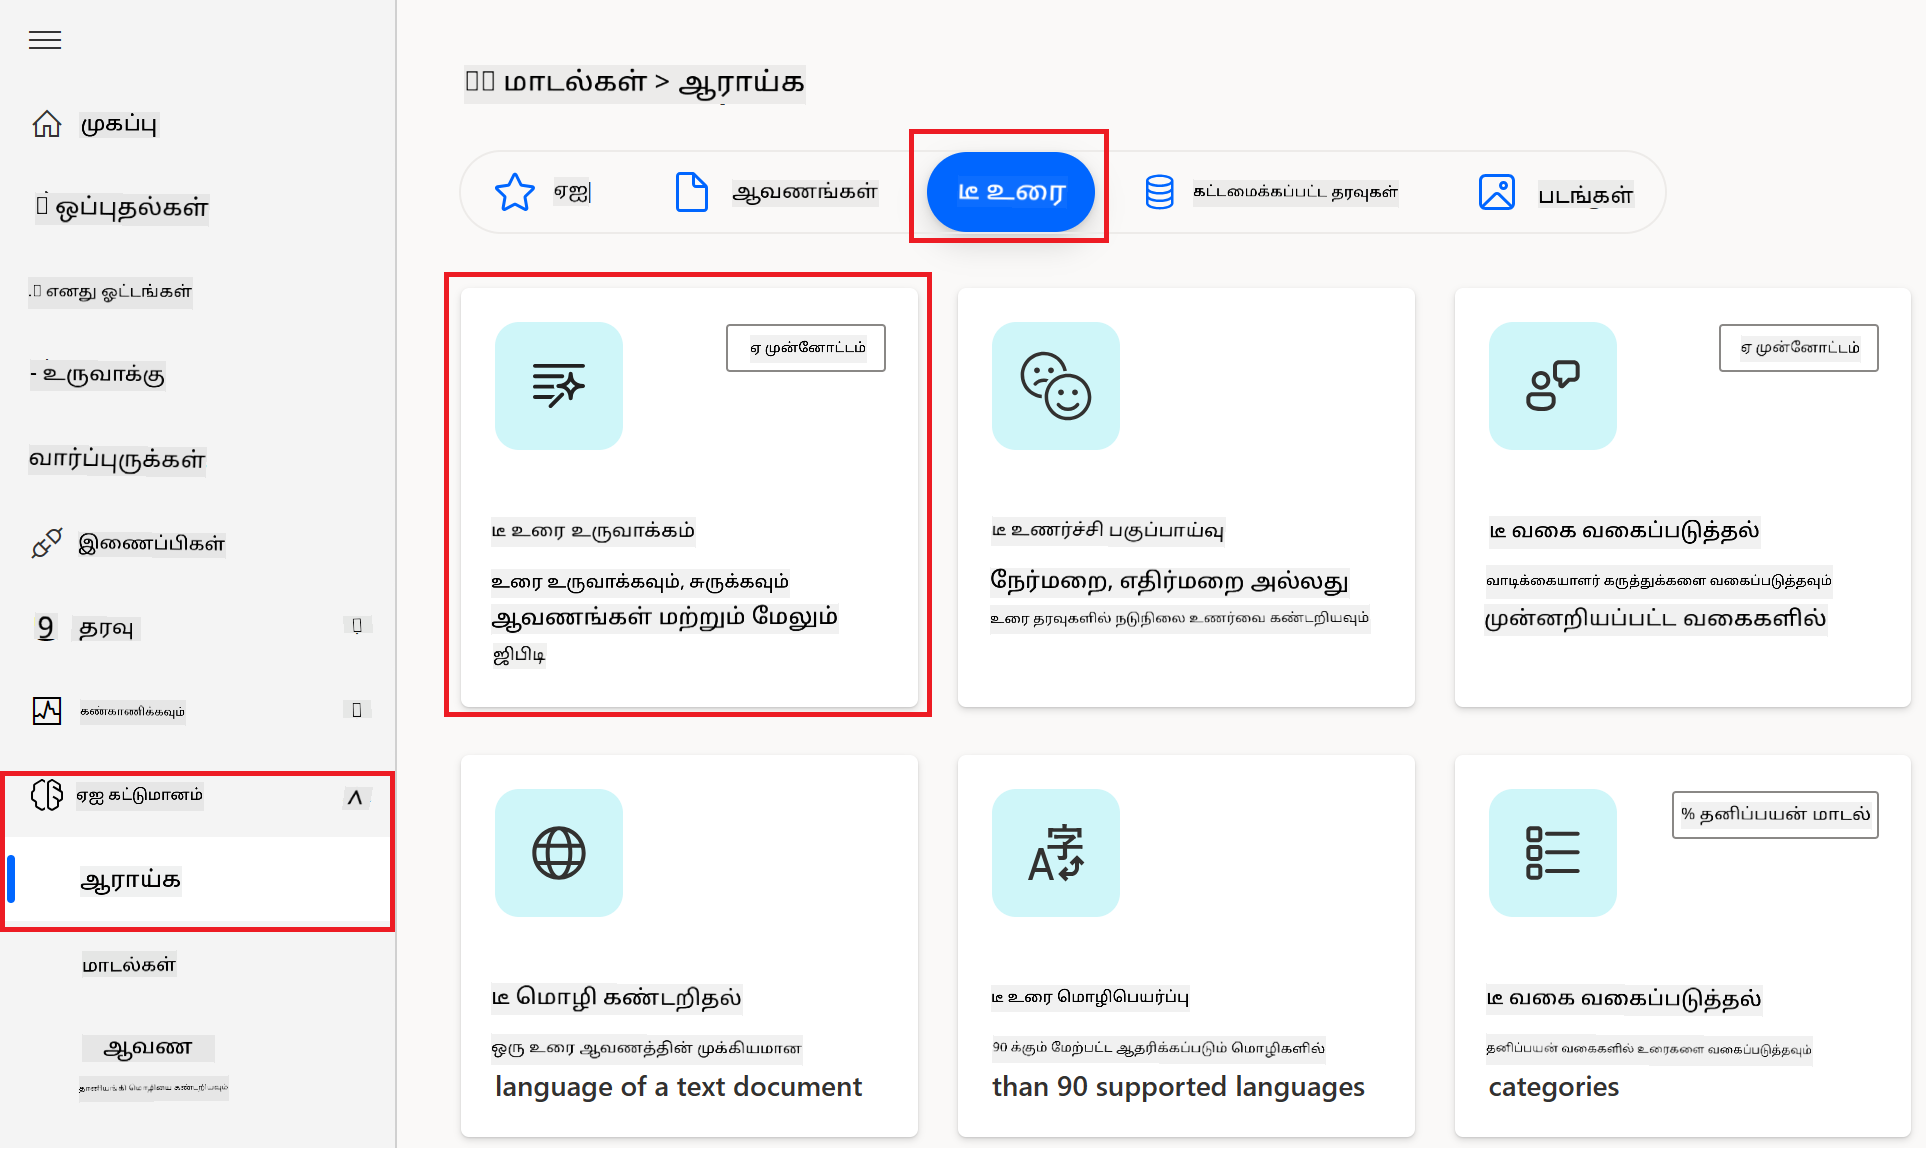 முகப்பு
ஒப்புதல்கள்
எனது ஓட்டங்கள்
- உருவாக்கு
வார்ப்புருக்கள்
இணைப்பிகள்
9 தரவு
கண்காணிக்கவும்
ஏஐ கட்டுமானம்
ஆராய்க
மாடல்கள்
ஆவண
தானியங்கி மொழியை கண்டறியவும்
மாடல்கள் > ஆராய்க
ஏஐ|
ஆவணங்கள்
டீ உரை
கட்டமைக்கப்பட்ட தரவுகள்
படங்கள்
ஏ முன்னோட்டம்
டீ உரை உருவாக்கம்
உரை உருவாக்கவும், சுருக்கவும்
ஆவணங்கள் மற்றும் மேலும்
ஜிபிடி
டீ உணர்ச்சி பகுப்பாய்வு
நேர்மறை, எதிர்மறை அல்லது
உரை தரவுகளில் நடுநிலை உணர்வை கண்டறியவும்
ஏ முன்னோட்டம்
டீ வகை வகைப்படுத்தல்
வாடிக்கையாளர் கருத்துக்களை வகைப்படுத்தவும்
முன்னறியப்பட்ட வகைகளில்
டீ மொழி கண்டறிதல்
ஒரு உரை ஆவணத்தின் முக்கியமான
language of a text document
டீ உரை மொழிபெயர்ப்பு
90 க்கும் மேற்பட்ட ஆதரிக்கப்படும் மொழிகளில்
than 90 supported languages
% தனிப்பயன் மாடல்
டீ வகை வகைப்படுத்தல்
தனிப்பயன் வகைகளில் உரைகளை வகைப்படுத்தவும்
categories